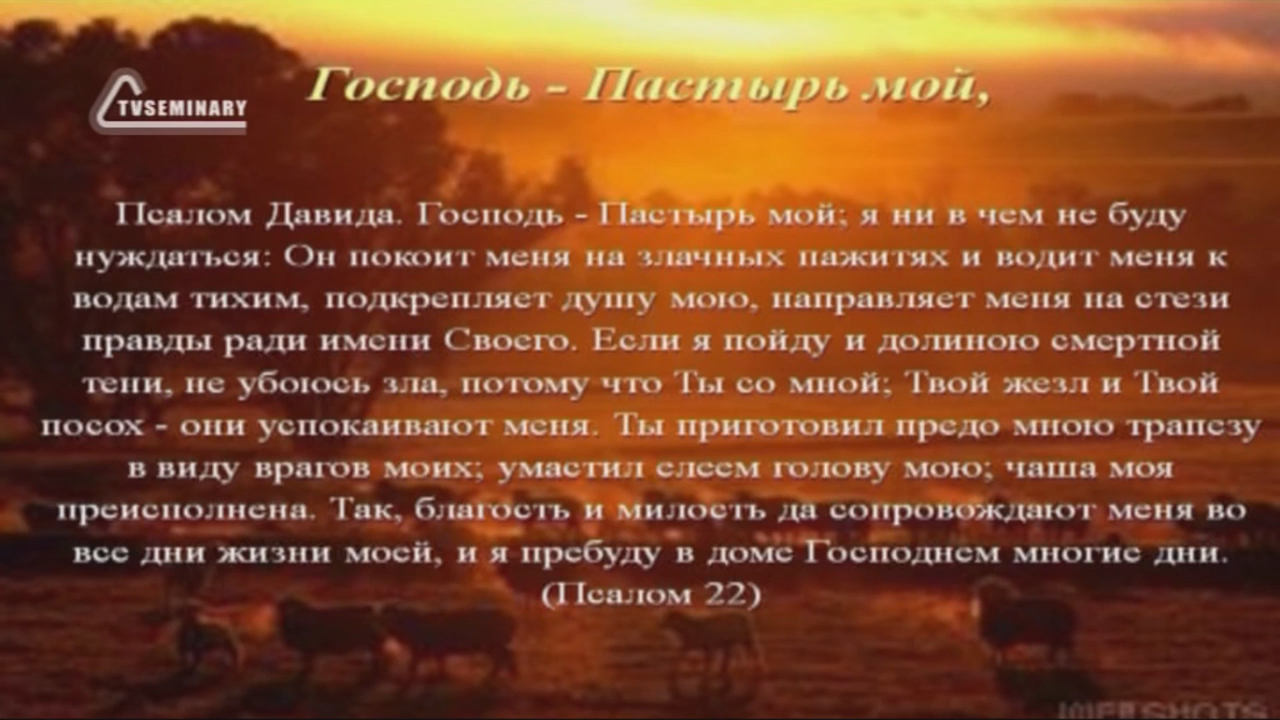 Господь - Пастырь мой,
TVSEMINARY
Псалом Давида. Господь - Пастырь мой; я ни в чем не буду
нуждаться: Он покоит меня на злачных пажитях и водит меня к
водам тихим, подкрепляет душу мою, направляет меня на стези
правды ради имени Своего. Если я пойду и долиною смертной
тени, не убоюсь зла, потому что Ты со мной; Твой жезл и Твой
посох - они успокаивают меня. Ты приготовил предо мною трапезу
в виду врагов моих; умастил елеем голову мою; чаша моя
преисполнена. Так, благость и милость да сопровождают меня во
все дни жизни моей, и я пребуду в доме Господнем многие дни.
(Псалом 22)
WEBSHOTS